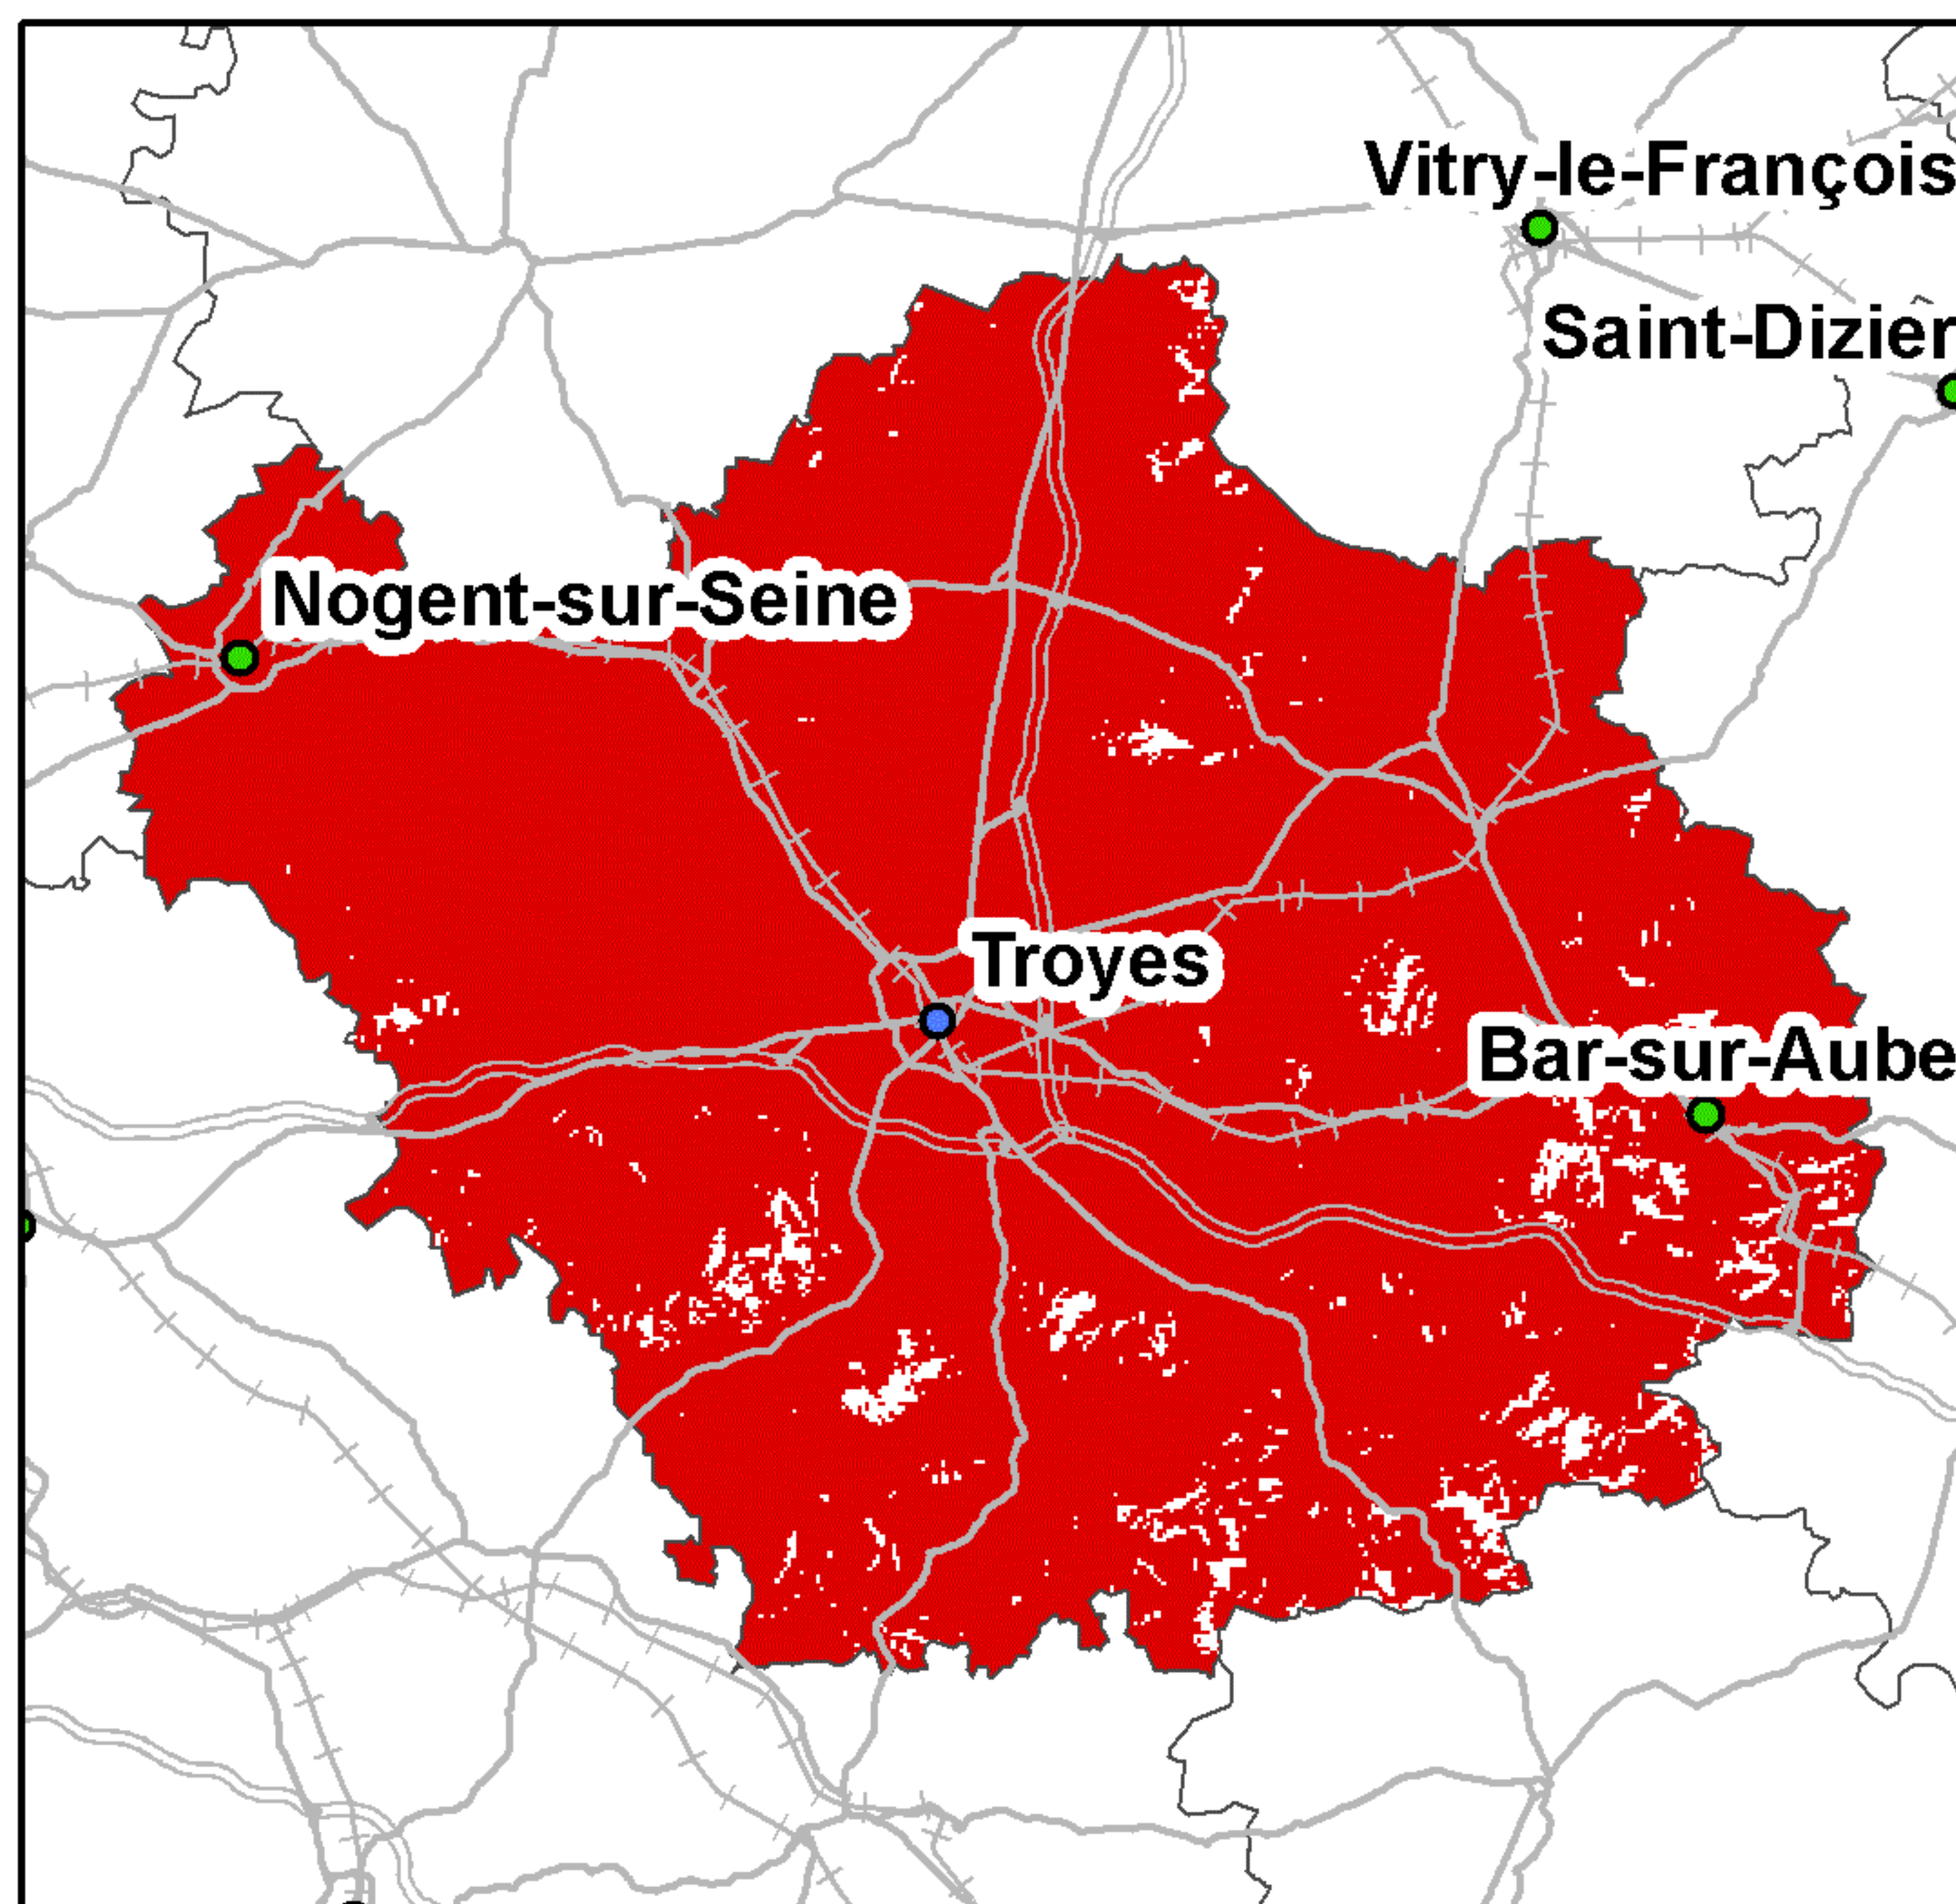 Vitry-le-François
Saint-Dizier
Nogent-sur-Seine
Troyes
Bar-sur-Aube